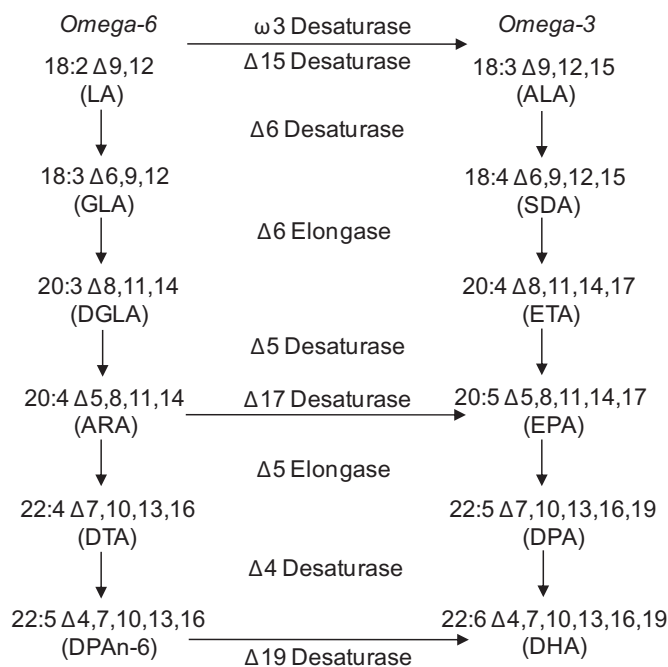 Omega-6
ω3 Desaturase
Omega-3
18:2 Δ9,12
Δ15 Desaturase
18:3 Δ9,12,15
(LA)
(ALA)
Δ6 Desaturase
18:3 Δ6,9,12
18:4 Δ6,9,12,15
(GLA)
(SDA)
Δ6 Elongase
20:3 Δ8,11,14
20:4 Δ8,11,14,17
(DGLA)
(ETA)
Δ5 Desaturase
20:4 Δ5,8,11,14
Δ17 Desaturase
20:5 Δ5,8,11,14,17
(ARA)
(EPA)
Δ5 Elongase
22:4 Δ7,10,13,16
22:5 Δ7,10,13,16,19
(DTA)
(DPA)
Δ4 Desaturase
22:5 Δ4,7,10,13,16
22:6 Δ4,7,10,13,16,19
(DPAn-6)
Δ19 Desaturase
(DHA)